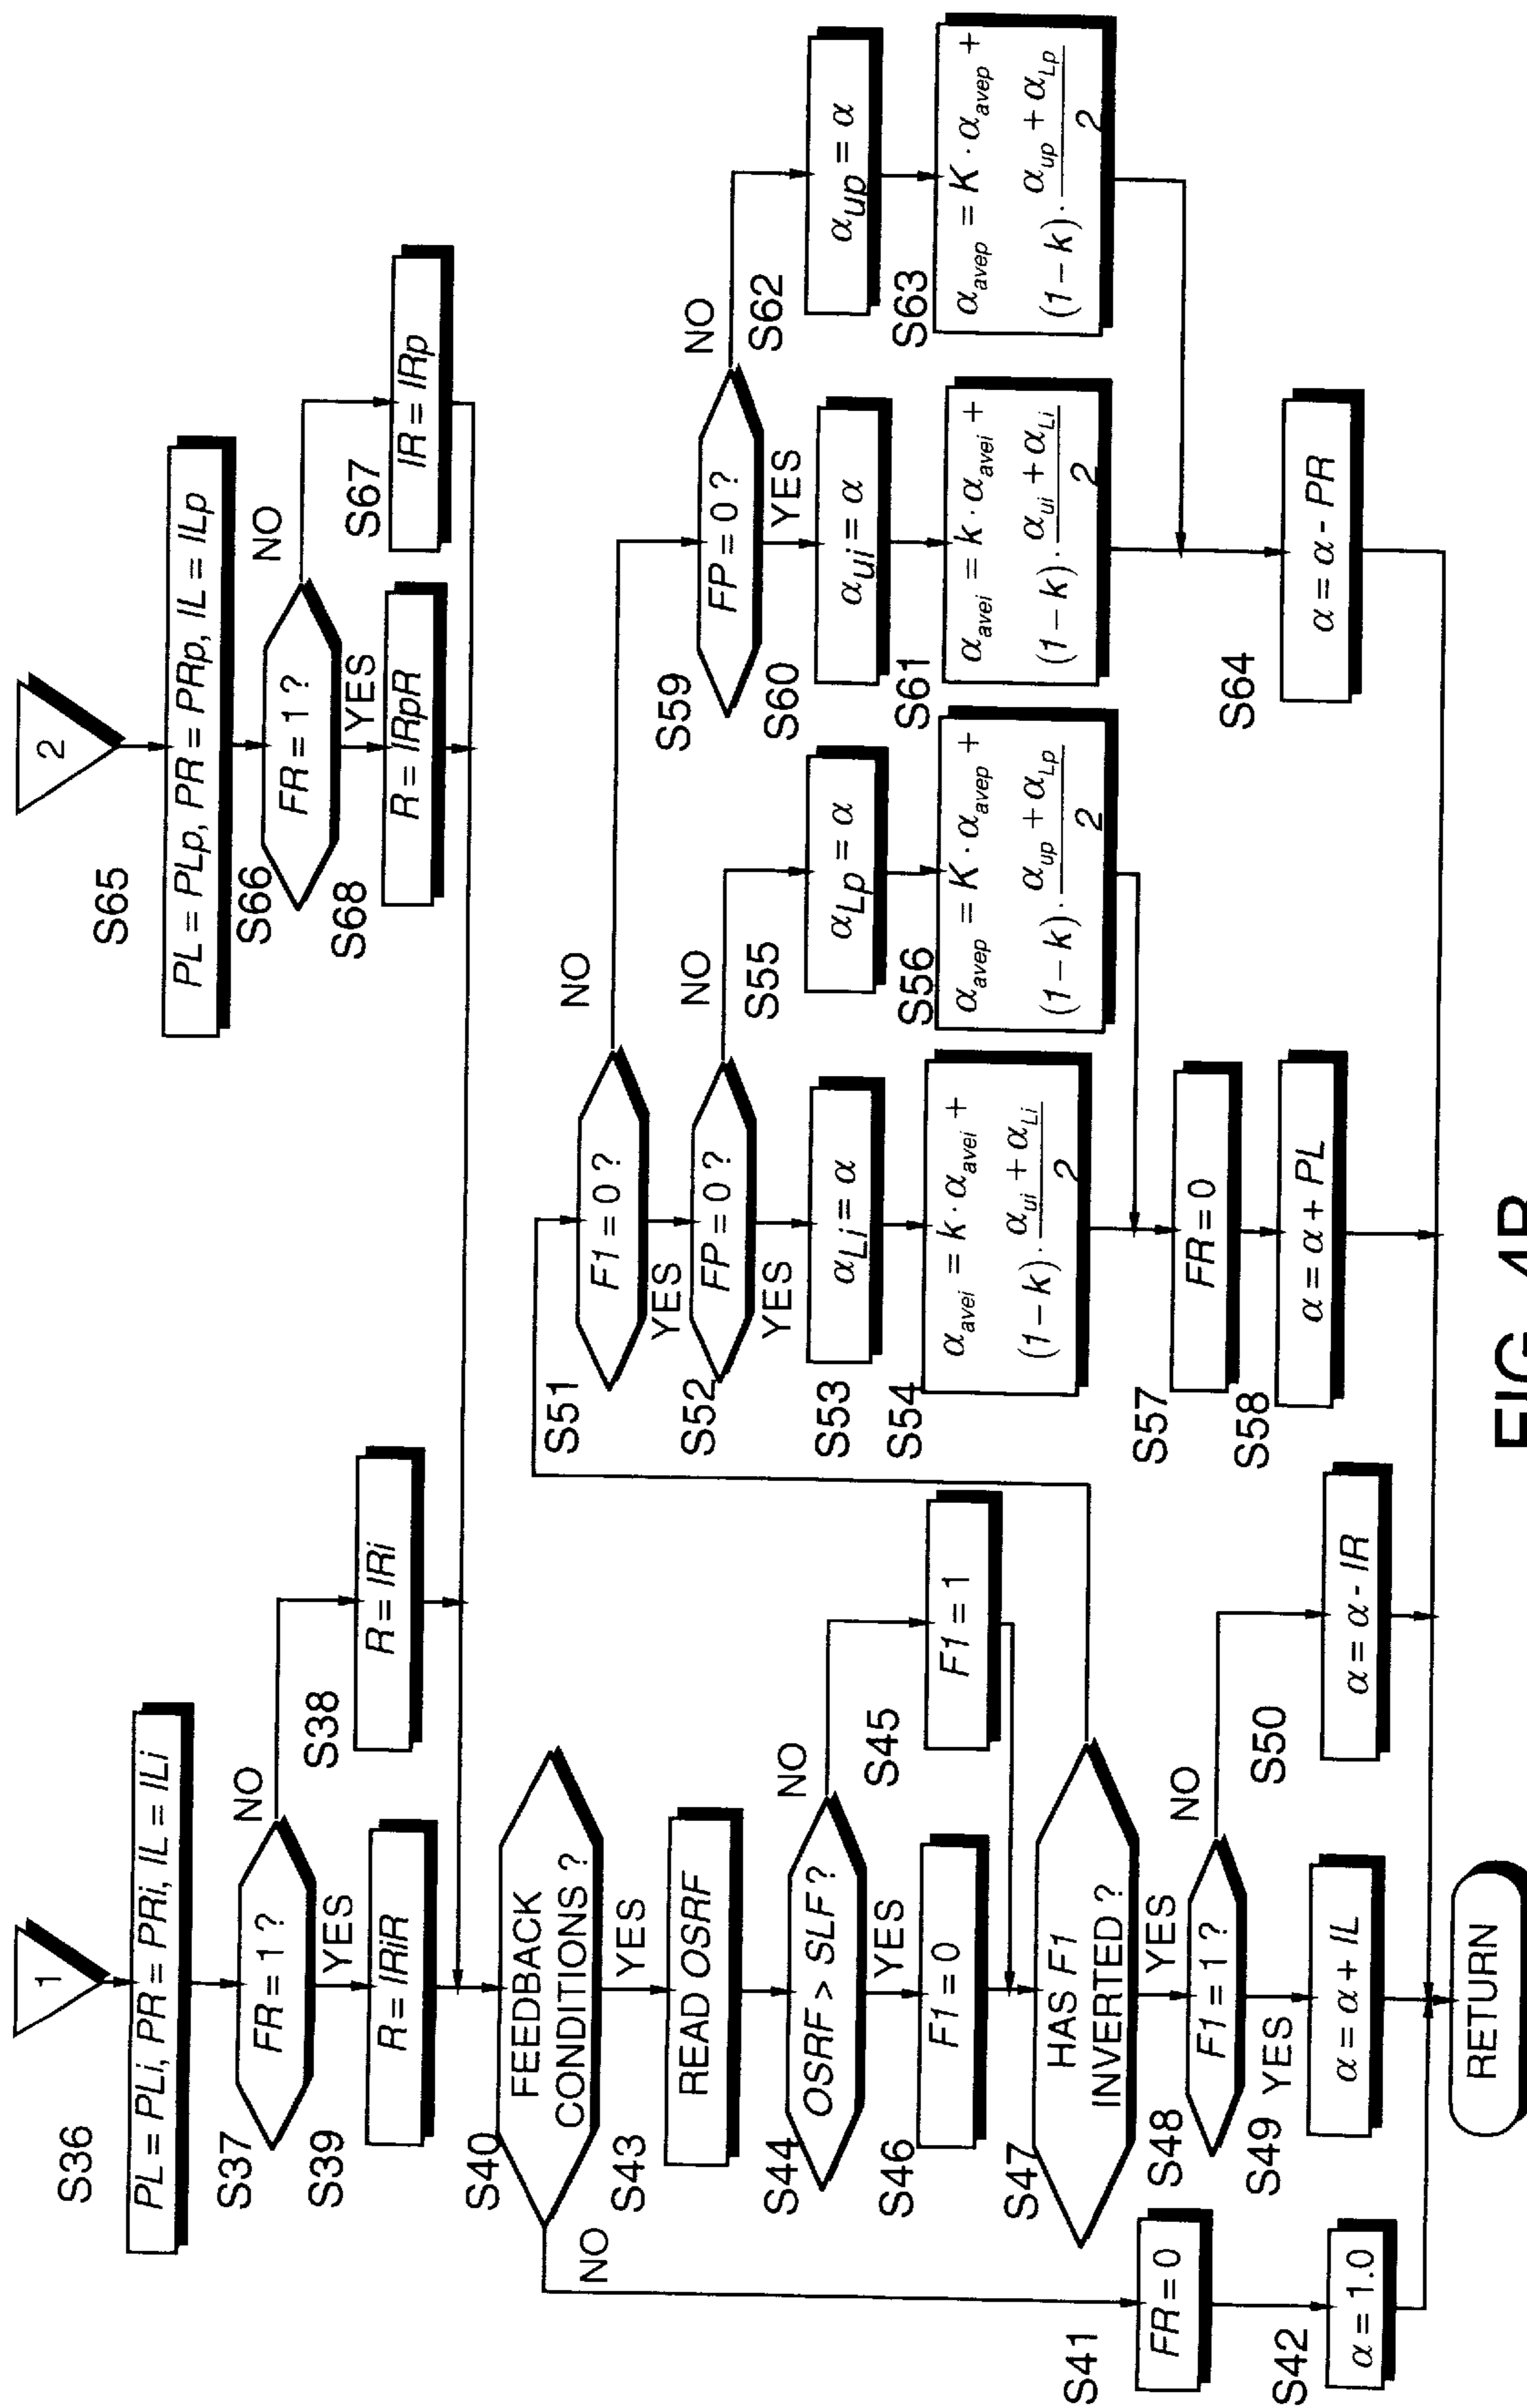 1
S36
PL = PLi, PR = PRi, IL = ILi
S37
FR = 1 ?
NO
YES
S38
R = IRi
S39
R = IRiR
2
S65
PL = PLp, PR = PRp, IL = ILp
S66
FR = 1 ?
NO
YES
S67
IR = IRp
S68
R = IRpR
S40
FEEDBACK
CONDITIONS ?
NO
YES
S41
FR = 0
S42
α = 1.0
S43
READ OSRF
S44
OSRF > SLF ?
NO
YES
S45
F1 = 1
S46
F1 = 0
S47
HAS F1
INVERTED ?
YES
S48
F1 = 1 ?
NO
S49 YES
α = α + IL
S50
α = α - IR
S51
F1 = 0 ?
NO
YES
S52
FP = 0 ?
NO
YES
S53
α_Li = α
S54
α_avei = k · α_avei +
(1 − k) · (α_ui + α_Li) / 2
S55
α_Lp = α
S56
α_avep = K · α_avep +
(1 − k) · (α_up + α_Lp) / 2
S57
FR = 0
S58
α = α + PL
S59
FP = 0 ?
NO
YES
S60
α_ui = α
S61
α_avei = k · α_avei +
(1 − k) · (α_ui + α_Li) / 2
S62
α_up = α
S63
α_avep = K · α_avep +
(1 − k) · (α_up + α_Lp) / 2
S64
α = α - PR
RETURN
FIG. 4B